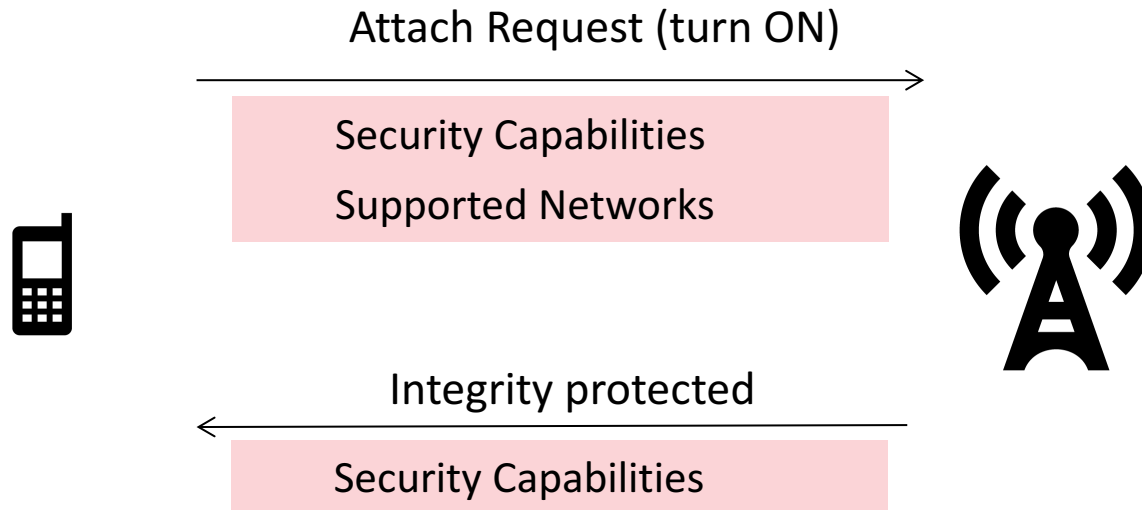 Attach Request (turn ON)
Security Capabilities
Supported Networks
Integrity protected
Security Capabilities